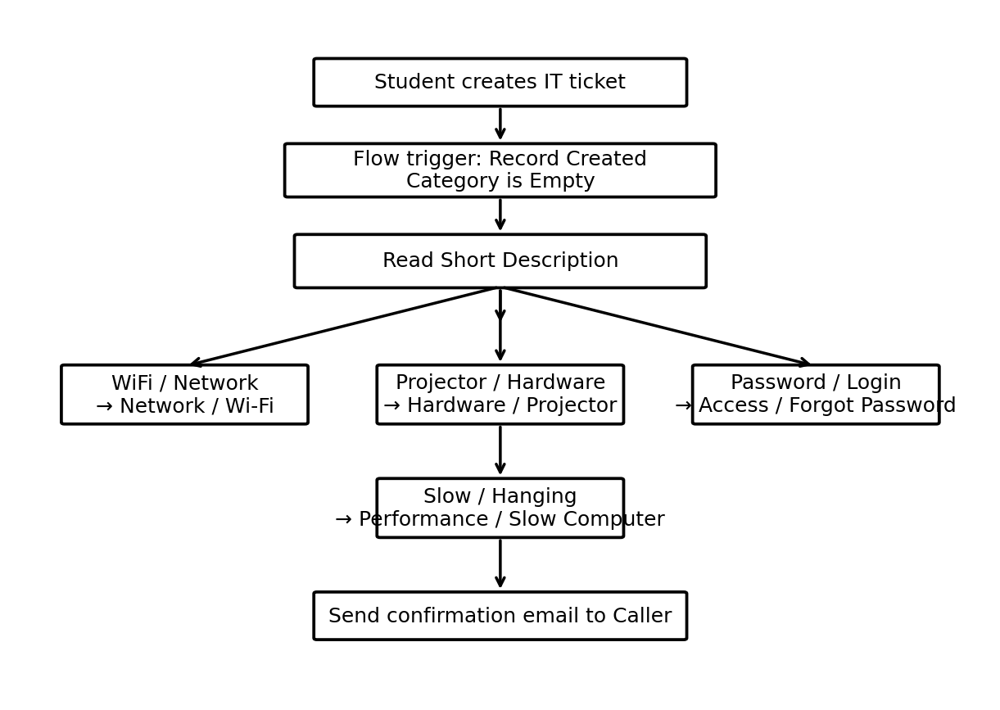 Student creates IT ticket
Flow trigger: Record Created
Category is Empty
Read Short Description
WiFi / Network
→ Network / Wi-Fi
Projector / Hardware
→ Hardware / Projector
Password / Login
→ Access / Forgot Password
Slow / Hanging
→ Performance / Slow Computer
Send confirmation email to Caller